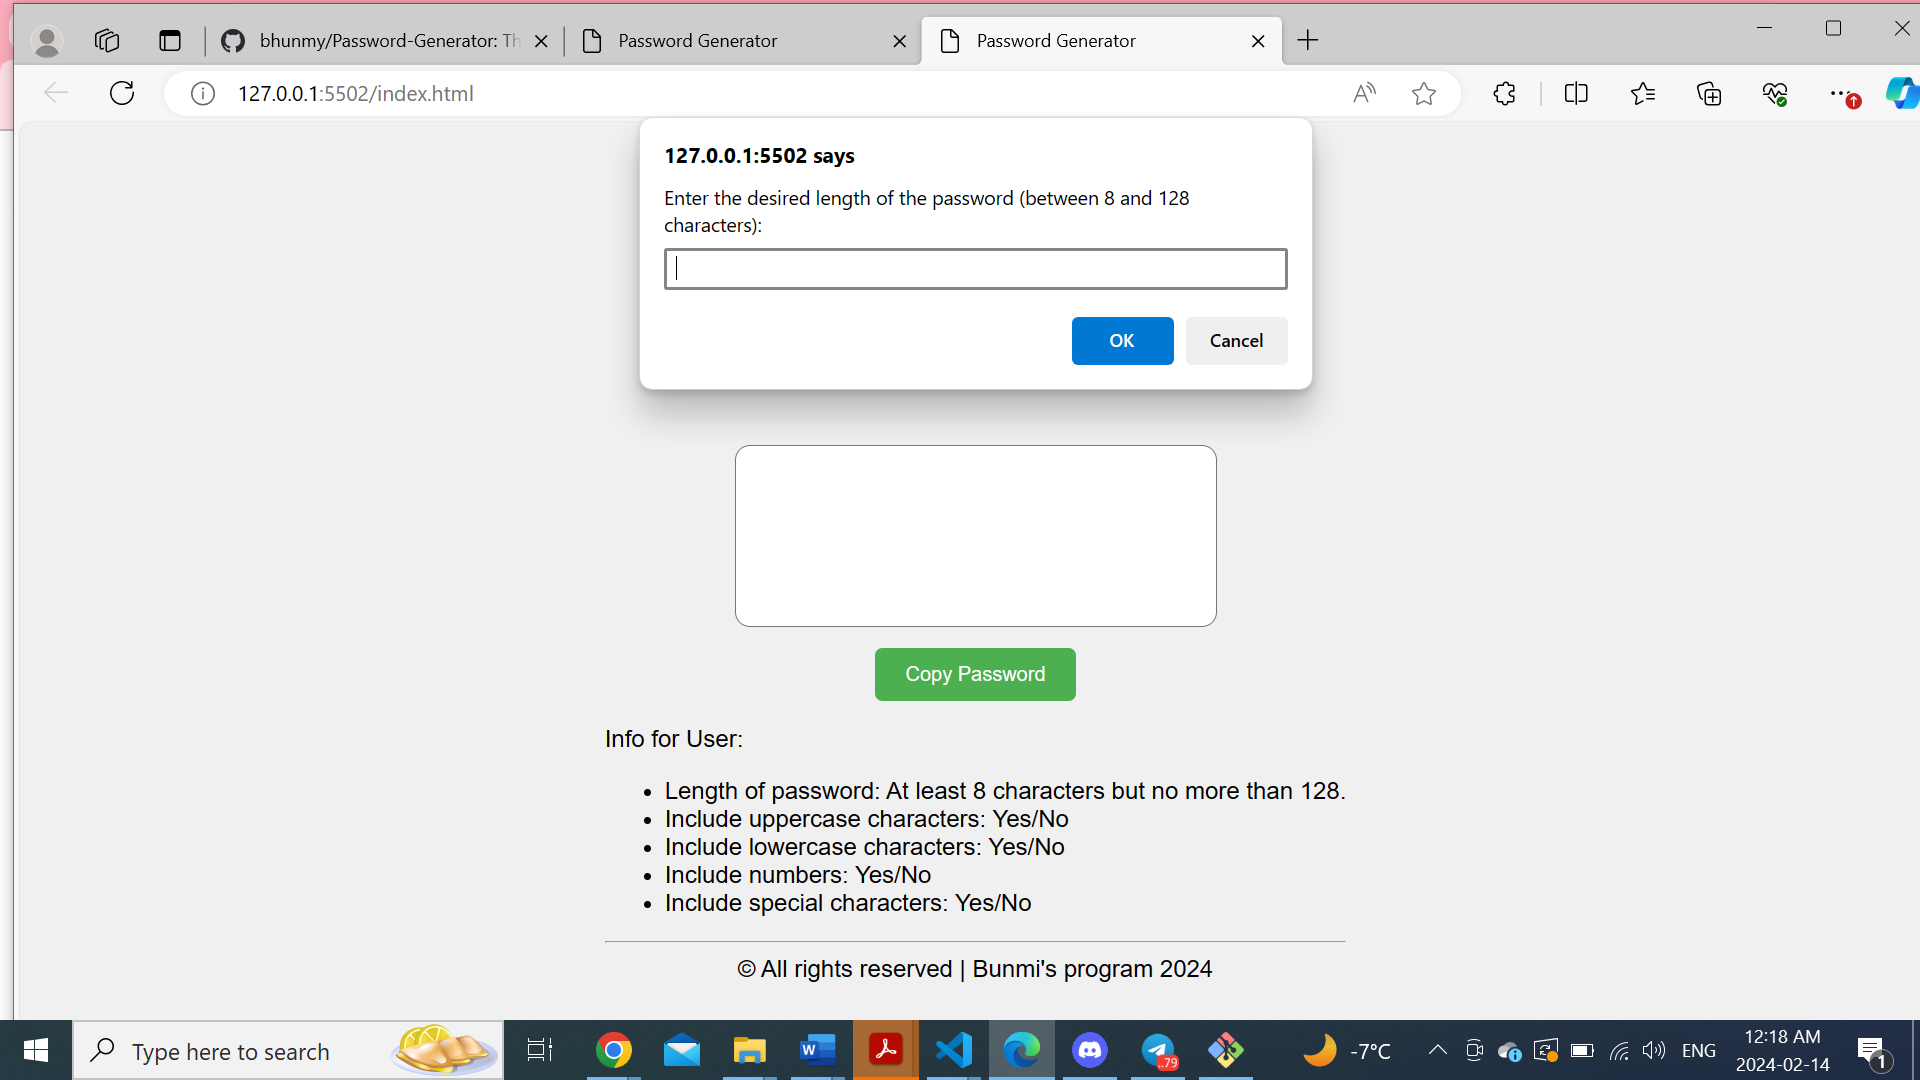 bhunmy/Password-Generator: Th
Password Generator
Password Generator
127.0.0.1:5502/index.html
127.0.0.1:5502 says
Enter the desired length of the password (between 8 and 128
characters):
OK
Cancel
Copy Password
Info for User:
• Length of password: At least 8 characters but no more than 128.
• Include uppercase characters: Yes/No
• Include lowercase characters: Yes/No
• Include numbers: Yes/No
• Include special characters: Yes/No
© All rights reserved | Bunmi's program 2024
Type here to search
..79
-7°C
ENG
12:18 AM
2024-02-14
1